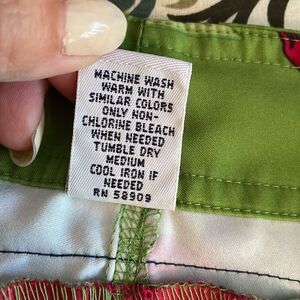 MACHINE WASH
WARM WITH
SIMILAR COLORS
ONLY NON-
CHLORINE BLEACH
WHEN NEEDED
TUMBLE DRY
MEDIUM
COOL IRON IF
NEEDED
RN 58909